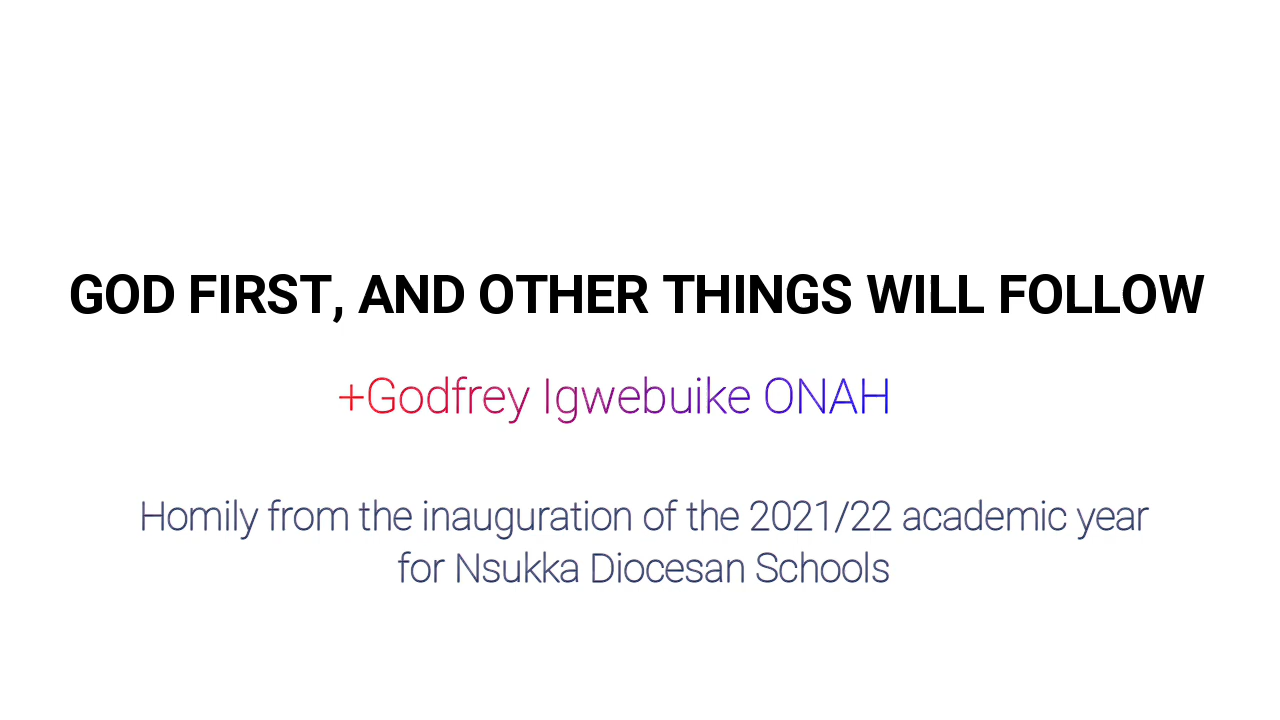 GOD FIRST, AND OTHER THINGS WILL FOLLOW
+Godfrey Igwebuike ONAH
Homily from the inauguration of the 2021/22 academic year
for Nsukka Diocesan Schools